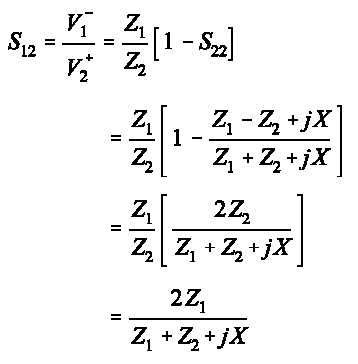 S₁₂ = V₁⁻ / V₂⁺ = Z₁ / Z₂ [ 1 - S₂₂ ]
= Z₁ / Z₂ [ 1 - (Z₁ - Z₂ + jX) / (Z₁ + Z₂ + jX) ]
= Z₁ / Z₂ [ 2Z₂ / (Z₁ + Z₂ + jX) ]
= 2Z₁ / (Z₁ + Z₂ + jX)